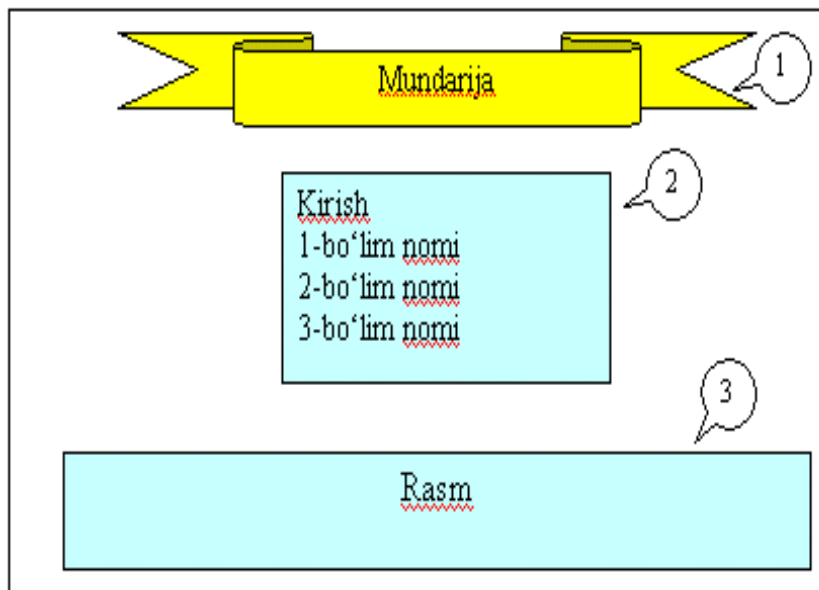 Mundarija
1
2
Kirish
1-bo‘lim nomi
2-bo‘lim nomi
3-bo‘lim nomi
3
Rasm